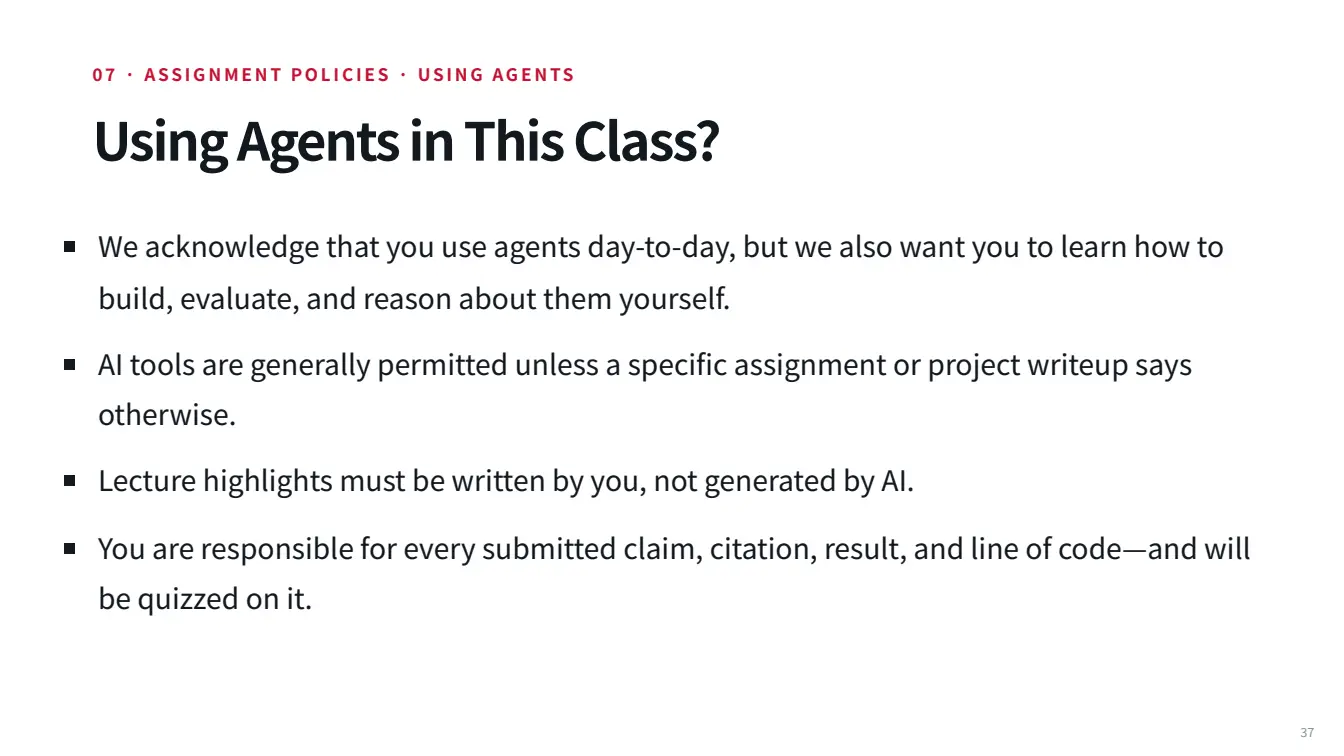 07 · ASSIGNMENT POLICIES · USING AGENTS
Using Agents in This Class?
▪ We acknowledge that you use agents day-to-day, but we also want you to learn how to
build, evaluate, and reason about them yourself.
▪ AI tools are generally permitted unless a specific assignment or project writeup says
otherwise.
▪ Lecture highlights must be written by you, not generated by AI.
▪ You are responsible for every submitted claim, citation, result, and line of code—and will
be quizzed on it.
37